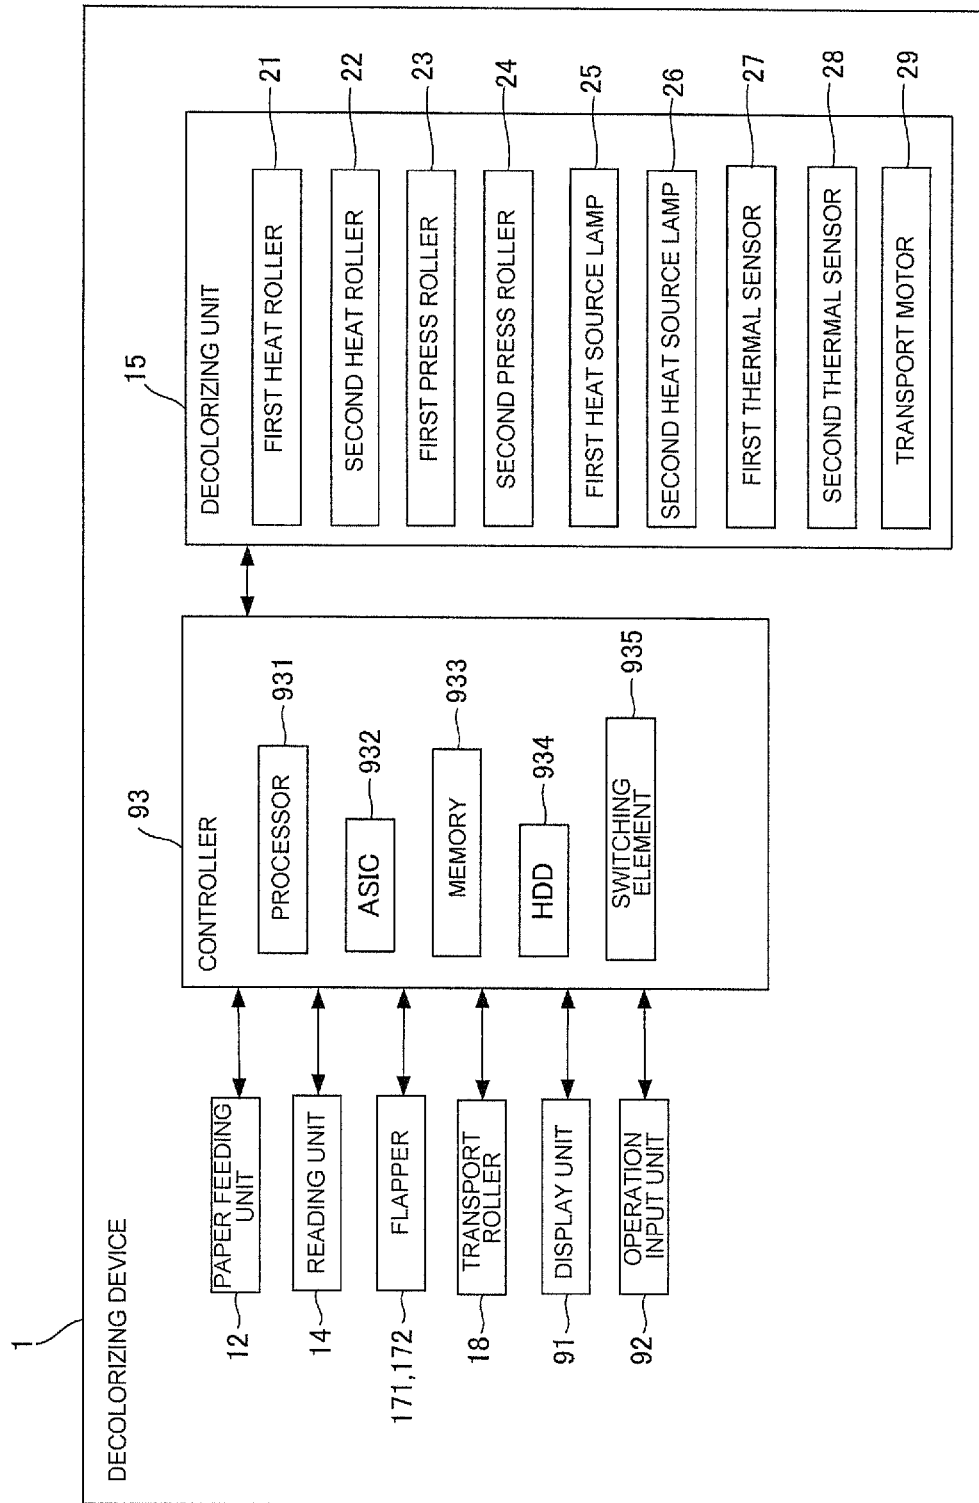 1
DECOLORIZING DEVICE
12
PAPER FEEDING
UNIT
14
READING UNIT
171,172
FLAPPER
18
TRANSPORT
ROLLER
91
DISPLAY UNIT
92
OPERATION
INPUT UNIT
93
CONTROLLER
PROCESSOR
931
ASIC
932
MEMORY
933
HDD
934
SWITCHING
ELEMENT
935
15
DECOLORIZING UNIT
FIRST HEAT ROLLER
21
SECOND HEAT ROLLER
22
FIRST PRESS ROLLER
23
SECOND PRESS ROLLER
24
FIRST HEAT SOURCE LAMP
25
SECOND HEAT SOURCE LAMP
26
FIRST THERMAL SENSOR
27
SECOND THERMAL SENSOR
28
TRANSPORT MOTOR
29